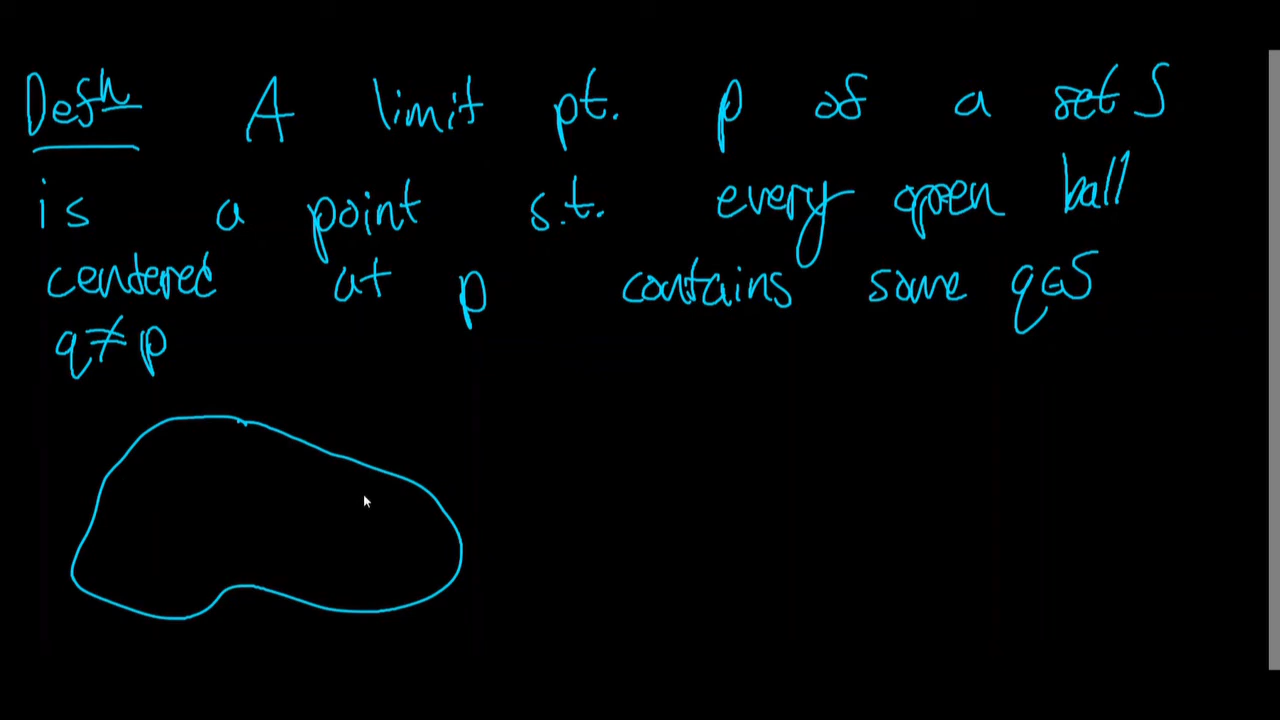 Defn A limit pt. p of a set S
is a point s.t. every open ball
centered at p contains some q∈S
q≠p